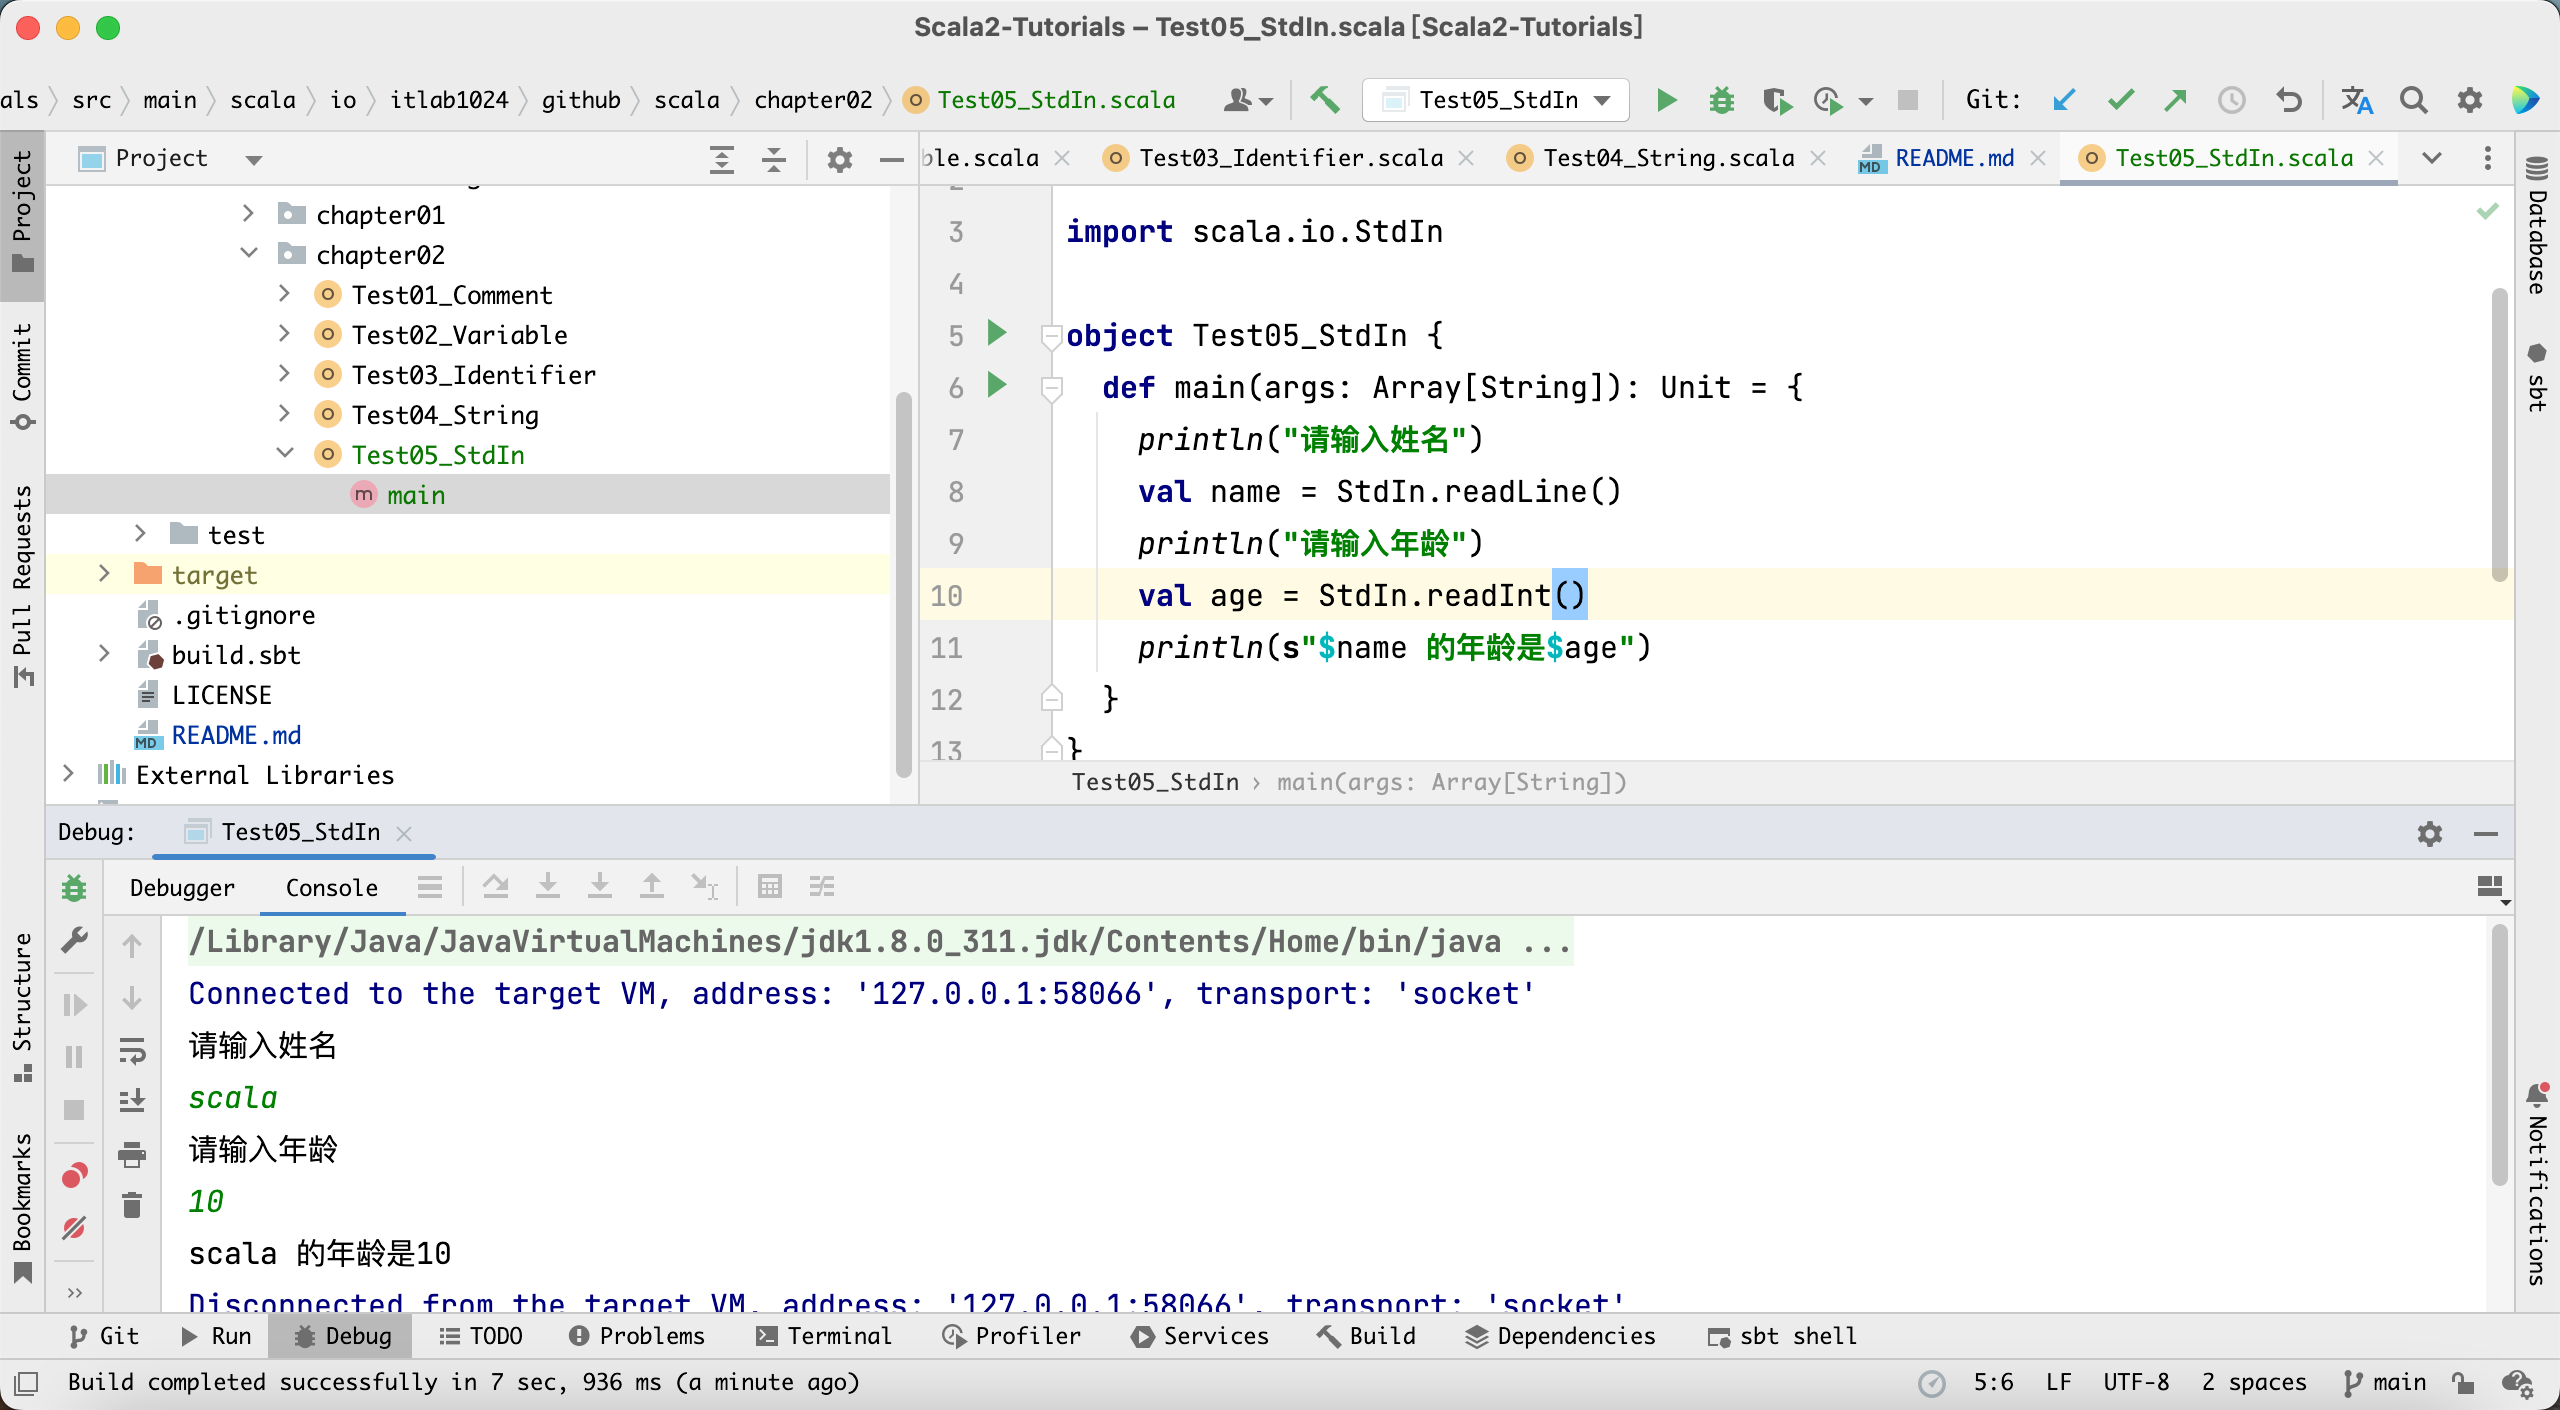 Scala2-Tutorials – Test05_StdIn.scala [Scala2-Tutorials]
als src main scala io itlab1024 github scala chapter02 Test05_StdIn.scala Test05_StdIn Git:
Project
ble.scala Test03_Identifier.scala Test04_String.scala README.md Test05_StdIn.scala
Project
Commit
Pull Requests
Structure
Bookmarks
chapter01
chapter02
Test01_Comment
Test02_Variable
Test03_Identifier
Test04_String
Test05_StdIn
m main
test
target
.gitignore
build.sbt
LICENSE
MD README.md
External Libraries
2
3 import scala.io.StdIn
4
5 object Test05_StdIn {
6 def main(args: Array[String]): Unit = {
7 println("请输入姓名")
8 val name = StdIn.readLine()
9 println("请输入年龄")
10 val age = StdIn.readInt()
11 println(s"$name 的年龄是$age")
12 }
13 }
Test05_StdIn › main(args: Array[String])
Database
sbt
Notifications
Debug: Test05_StdIn
Debugger Console
/Library/Java/JavaVirtualMachines/jdk1.8.0_311.jdk/Contents/Home/bin/java ...
Connected to the target VM, address: '127.0.0.1:58066', transport: 'socket'
请输入姓名
scala
请输入年龄
10
scala 的年龄是10
Disconnected from the target VM, address: '127.0.0.1:58066', transport: 'socket'
Git Run Debug TODO Problems Terminal Profiler Services Build Dependencies sbt shell
Build completed successfully in 7 sec, 936 ms (a minute ago) 5:6 LF UTF-8 2 spaces main